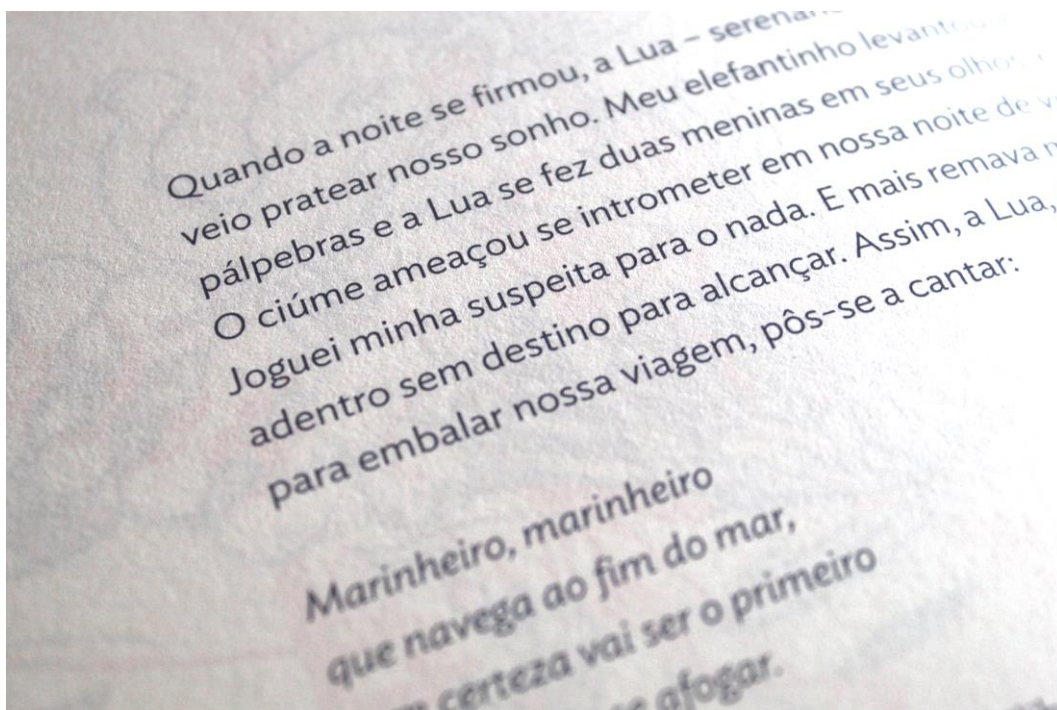 Quando a noite se firmou, a Lua –
veio pratear nosso sonho. Meu elefantinho
pálpebras e a Lua se fez duas meninas em seus olhos
O ciúme ameaçou se intrometer em nossa noite de
Joguei minha suspeita para o nada. E mais remava
adentro sem destino para alcançar. Assim, a Lua,
para embalar nossa viagem, pôs-se a cantar:
Marinheiro, marinheiro
que navega ao fim do mar,
certeza vai ser o primeiro
se afogar.